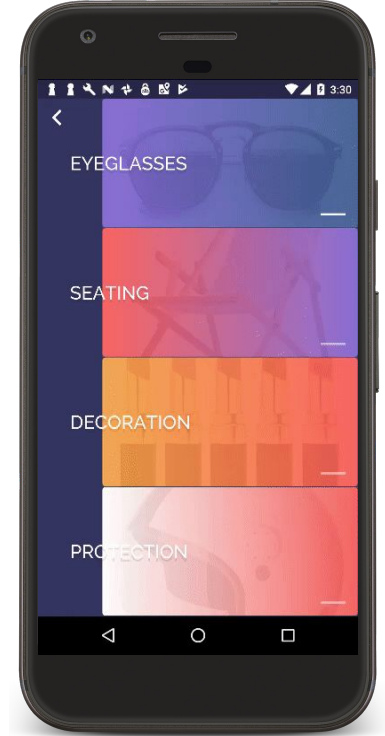 3:30
EYEGLASSES
SEATING
DECORATION
PROTECTION